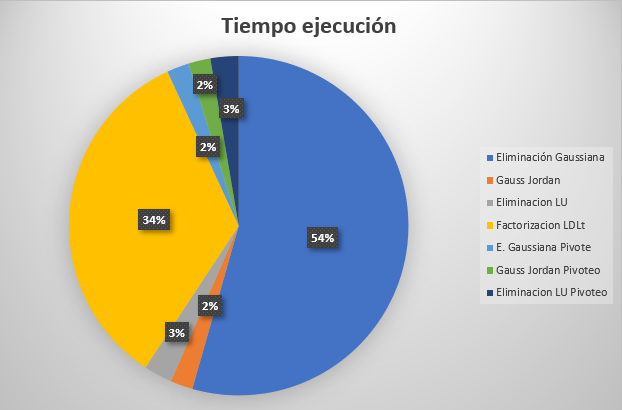 Tiempo ejecución
2%
3%
2%
34%
54%
2%
3%
Eliminación Gaussiana
Gauss Jordan
Eliminacion LU
Factorizacion LDLt
E. Gaussiana Pivote
Gauss Jordan Pivoteo
Eliminacion LU Pivoteo